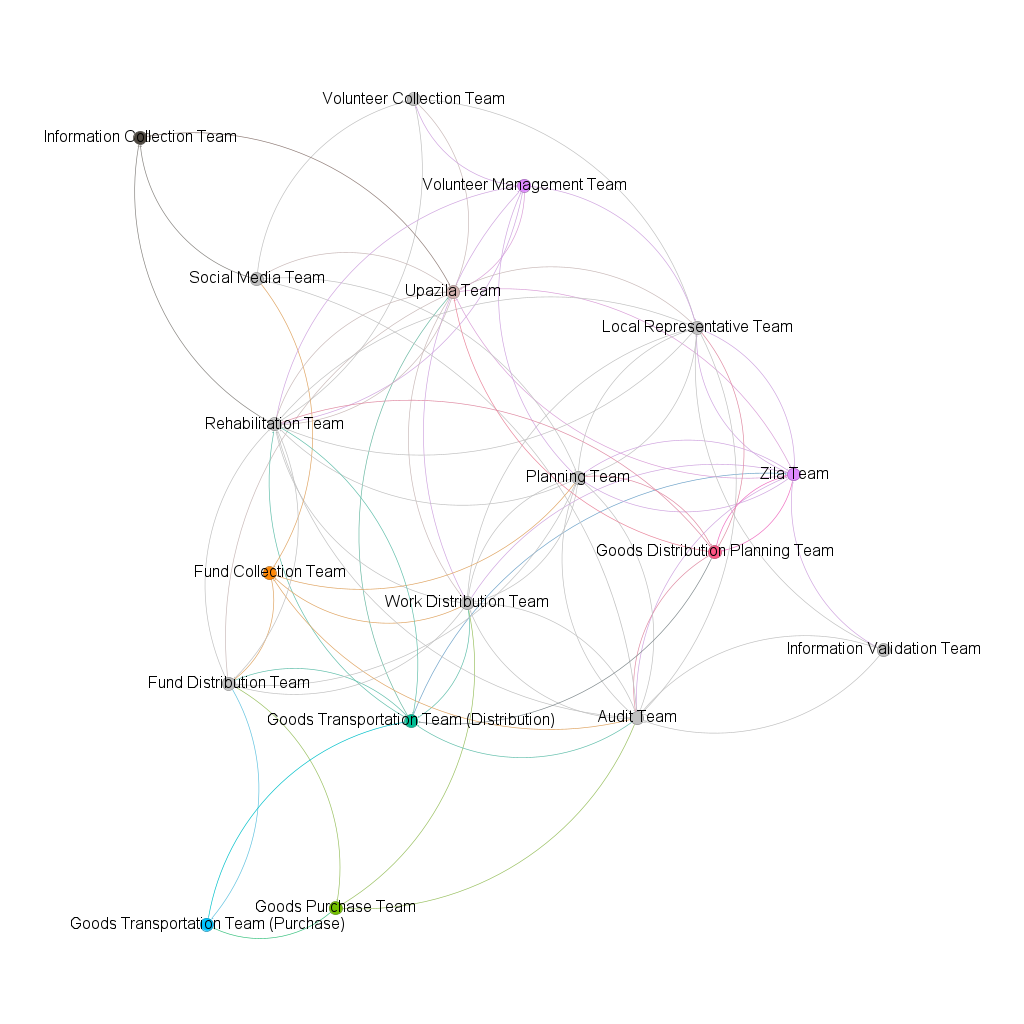 Volunteer Collection Team
Information Collection Team
Volunteer Management Team
Social Media Team
Upazila Team
Local Representative Team
Rehabilitation Team
Planning Team
Zila Team
Goods Distribution Planning Team
Fund Collection Team
Work Distribution Team
Information Validation Team
Fund Distribution Team
Goods Transportation Team (Distribution)
Audit Team
Goods Purchase Team
Goods Transportation Team (Purchase)